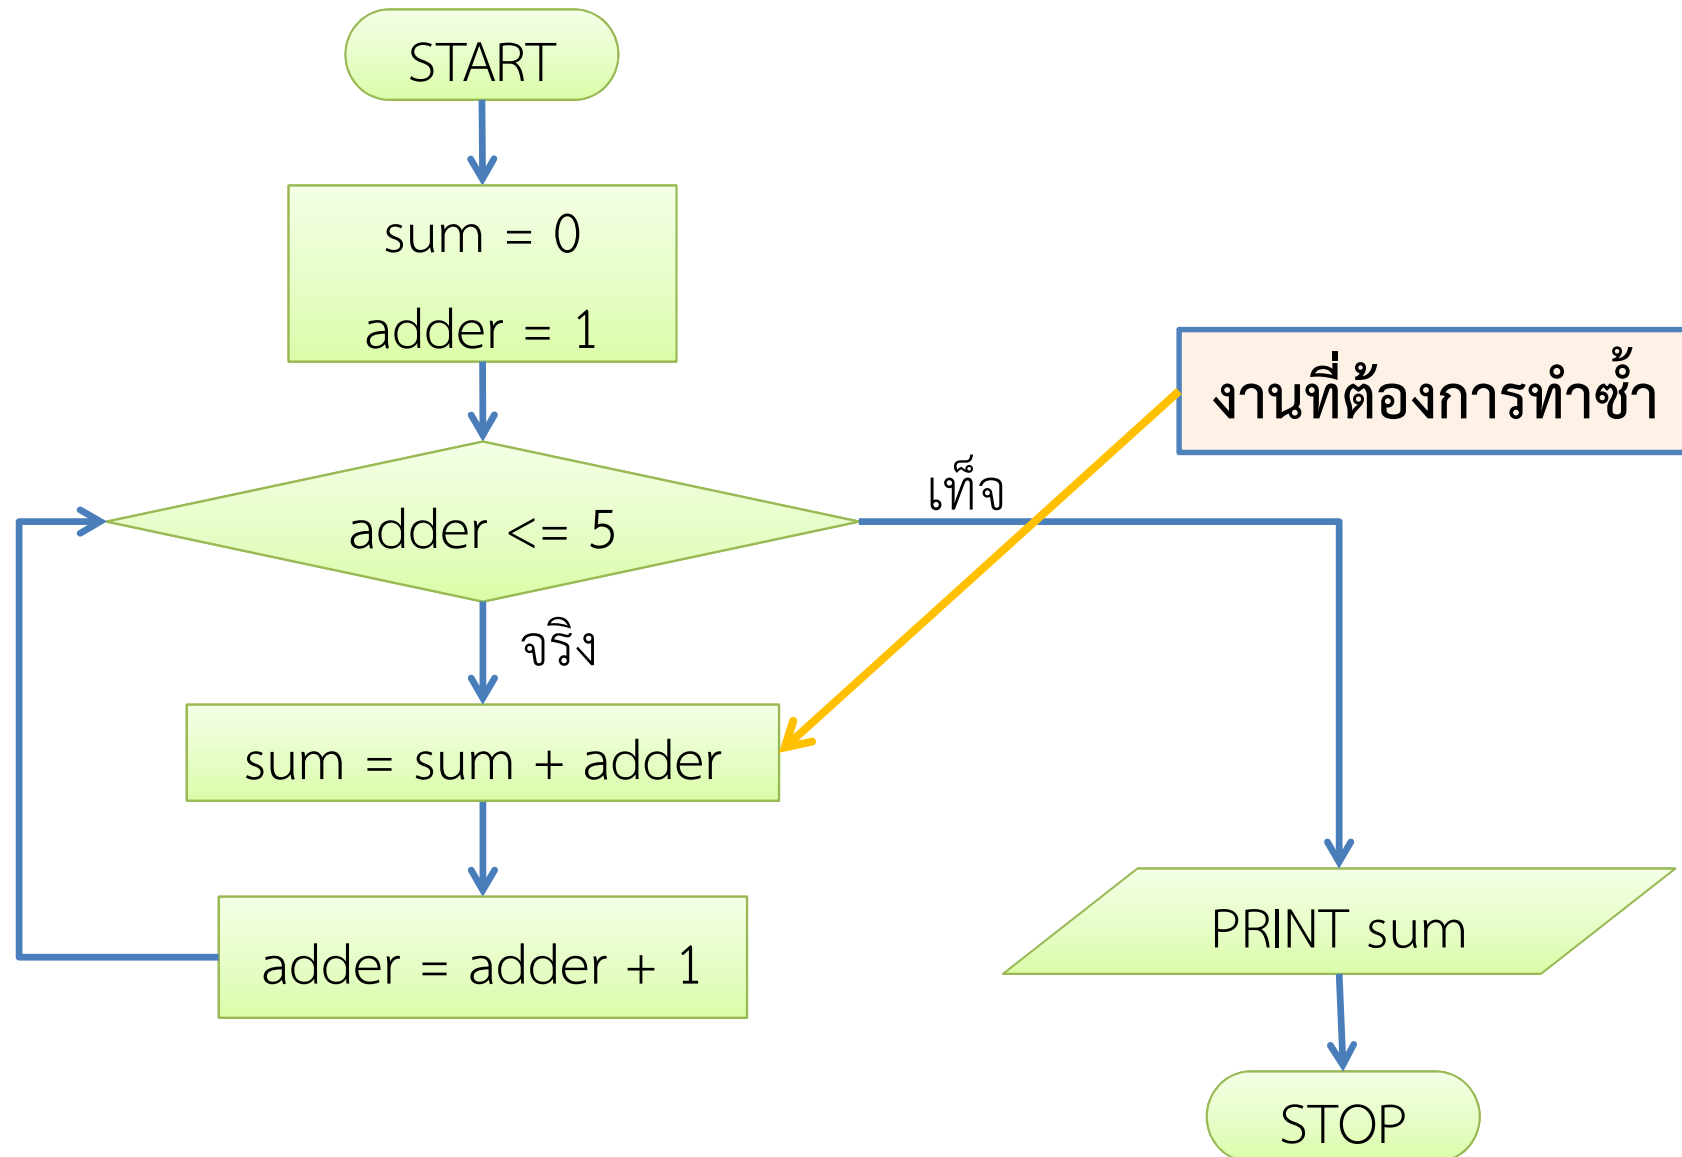 START
sum = 0
adder = 1
งานที่ต้องการทำซ้ำ
adder <= 5
เท็จ
จริง
sum = sum + adder
adder = adder + 1
PRINT sum
STOP